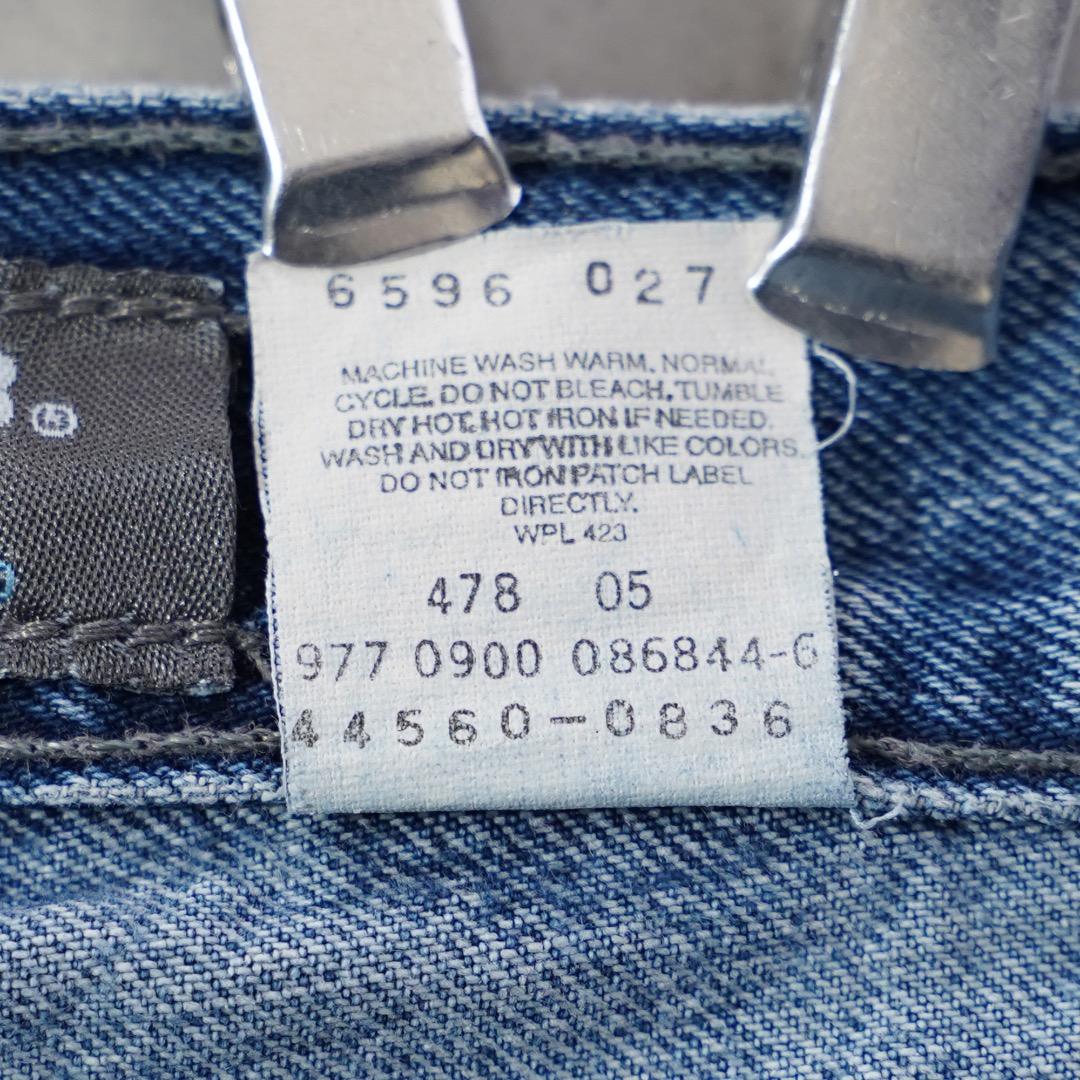 6596 027
MACHINE WASH WARM. NORMAL
CYCLE. DO NOT BLEACH. TUMBLE
DRY HOT. HOT IRON IF NEEDED.
WASH AND DRY WITH LIKE COLORS.
DO NOT IRON PATCH LABEL
DIRECTLY.
WPL 423
478 05
977 0900 086844-6
44560-0836